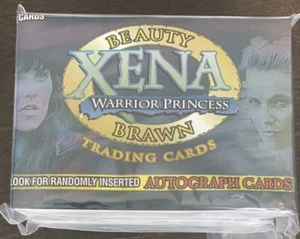 CARDS
BEAUTY
XENA
WARRIOR PRINCESS
BRAWN
TRADING CARDS
LOOK FOR RANDOMLY INSERTED AUTOGRAPH CARDS